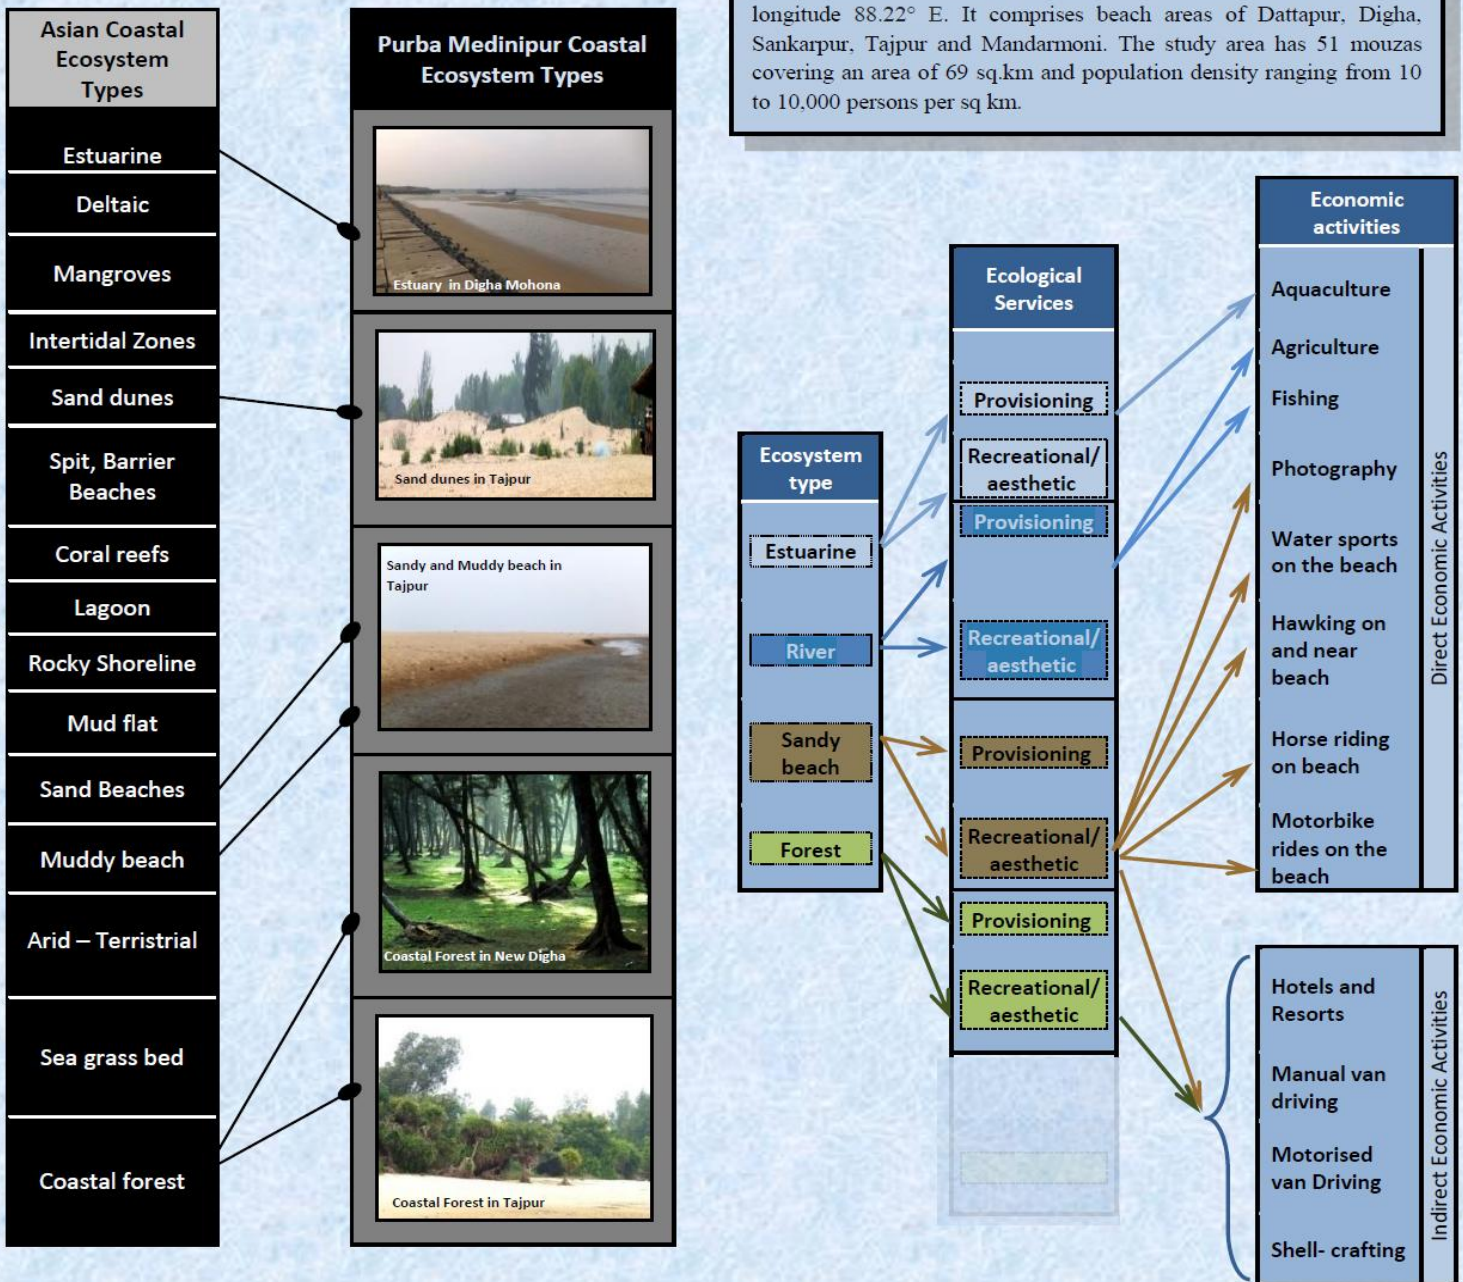 Asian Coastal
Ecosystem
Types
Estuarine
Deltaic
Mangroves
Intertidal Zones
Sand dunes
Spit, Barrier
Beaches
Coral reefs
Lagoon
Rocky Shoreline
Mud flat
Sand Beaches
Muddy beach
Arid – Terristrial
Sea grass bed
Coastal forest
Purba Medinipur Coastal
Ecosystem Types
Estuary in Digha Mohona
Sand dunes in Tajpur
Sandy and Muddy beach in
Tajpur
Coastal Forest in New Digha
Coastal Forest in Tajpur
longitude 88.22° E. It comprises beach areas of Dattapur, Digha,
Sankarpur, Tajpur and Mandarmoni. The study area has 51 mouzas
covering an area of 69 sq.km and population density ranging from 10
to 10,000 persons per sq km.
Ecosystem
type
Estuarine
River
Sandy
beach
Forest
Ecological
Services
Provisioning
Recreational/
aesthetic
Provisioning
Recreational/
aesthetic
Provisioning
Recreational/
aesthetic
Provisioning
Recreational/
aesthetic
Economic
activities
Aquaculture
Agriculture
Fishing
Photography
Water sports
on the beach
Hawking on
and near
beach
Horse riding
on beach
Motorbike
rides on the
beach
Direct Economic Activities
Hotels and
Resorts
Manual van
driving
Motorised
van Driving
Shell- crafting
Indirect Economic Activities